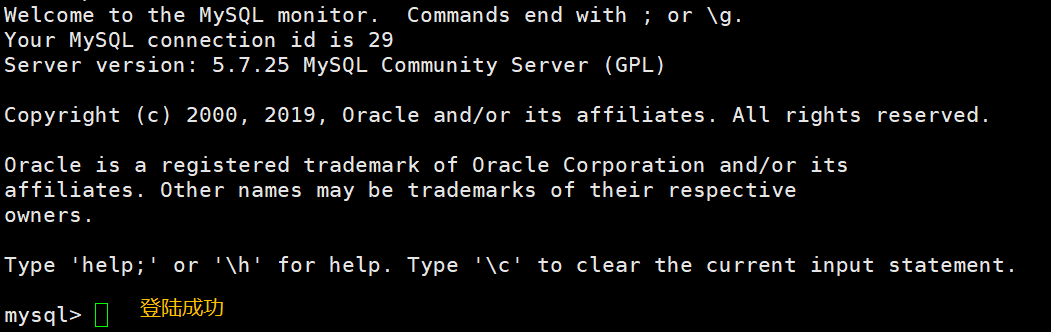 Welcome to the MySQL monitor.  Commands end with ; or \g.
Your MySQL connection id is 29
Server version: 5.7.25 MySQL Community Server (GPL)
Copyright (c) 2000, 2019, Oracle and/or its affiliates. All rights reserved.
Oracle is a registered trademark of Oracle Corporation and/or its
affiliates. Other names may be trademarks of their respective
owners.
Type 'help;' or '\h' for help. Type '\c' to clear the current input statement.
mysql> 登陆成功